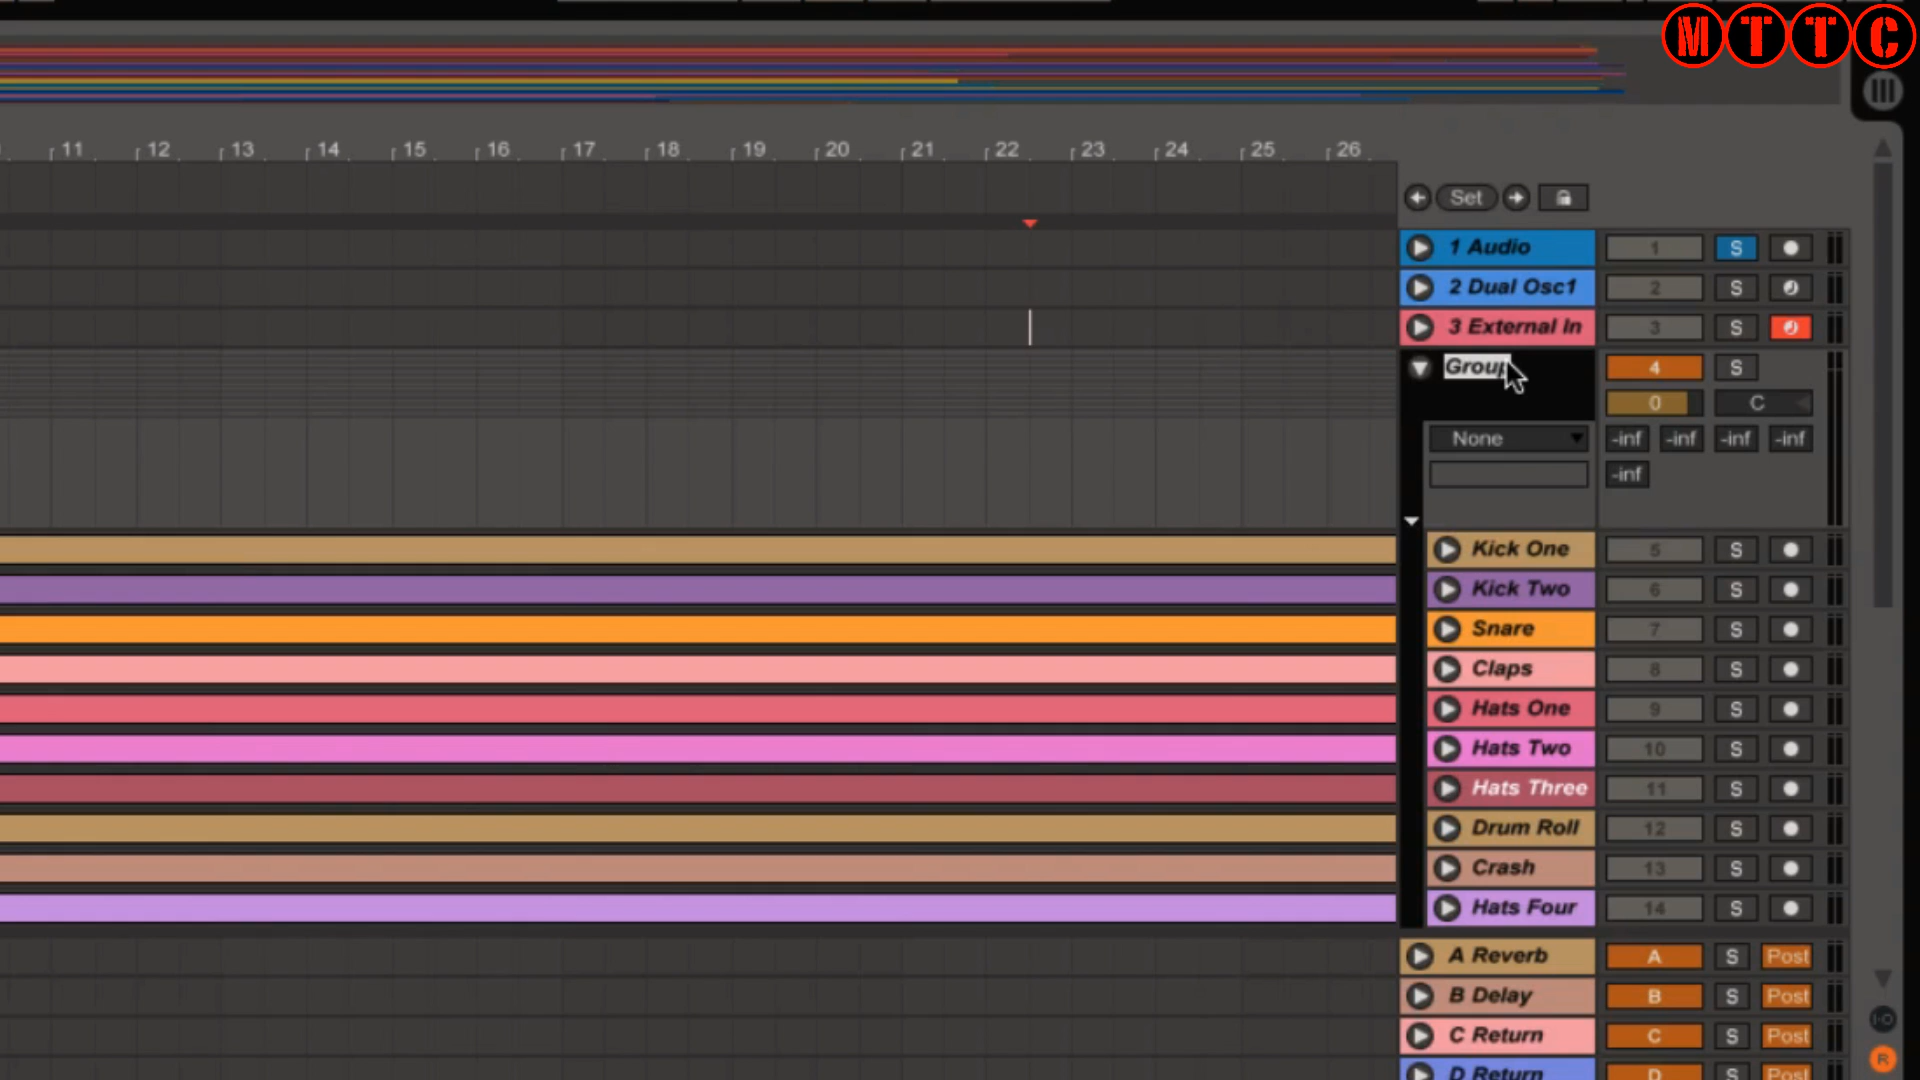 MTTC
11 12 13 14 15 16 17 18 19 20 21 22 23 24 25 26
Set
1 Audio 1 S
2 Dual Osc1 2 S
3 External In 3 S
Group 4 S
0 C
None -inf -inf -inf -inf
-inf
Kick One 5 S
Kick Two 6 S
Snare 7 S
Claps 8 S
Hats One 9 S
Hats Two 10 S
Hats Three 11 S
Drum Roll 12 S
Crash 13 S
Hats Four 14 S
A Reverb A S Post
B Delay B S Post
C Return C S Post
D Return D S Post
I·O
R